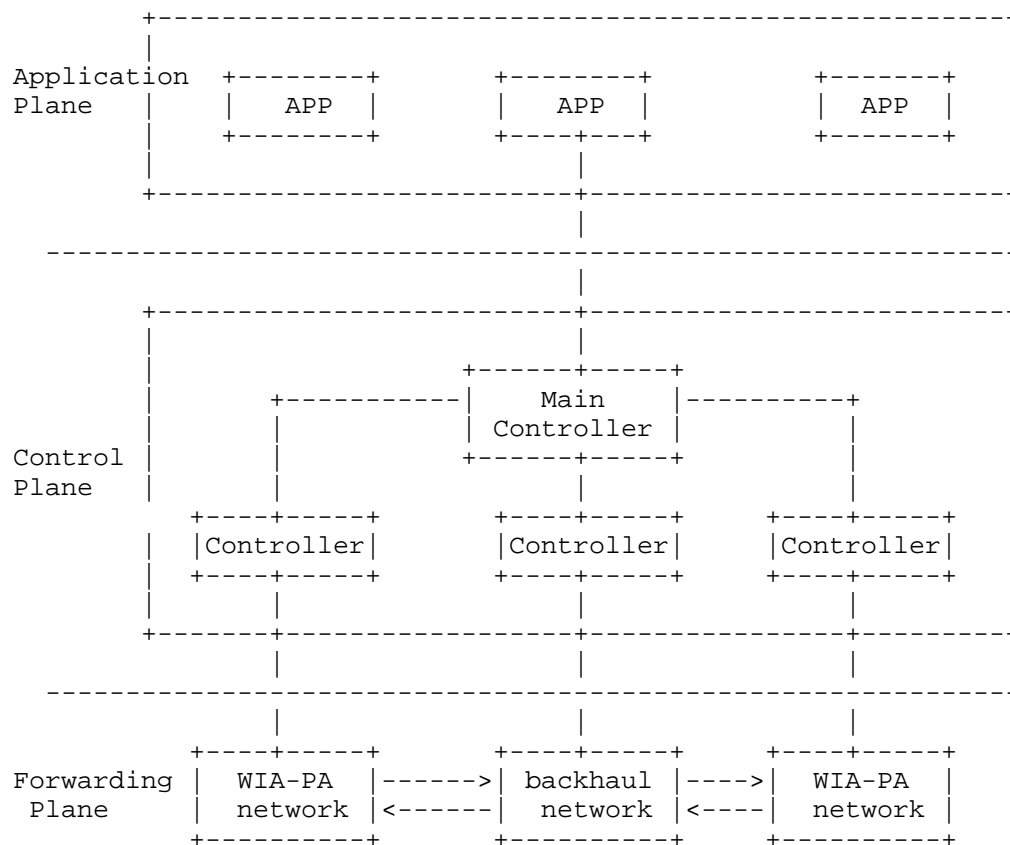 Application
Plane
APP
APP
APP
Main
Controller
Control
Plane
Controller
Controller
Controller
Forwarding
Plane
WIA-PA
network
backhaul
network
WIA-PA
network